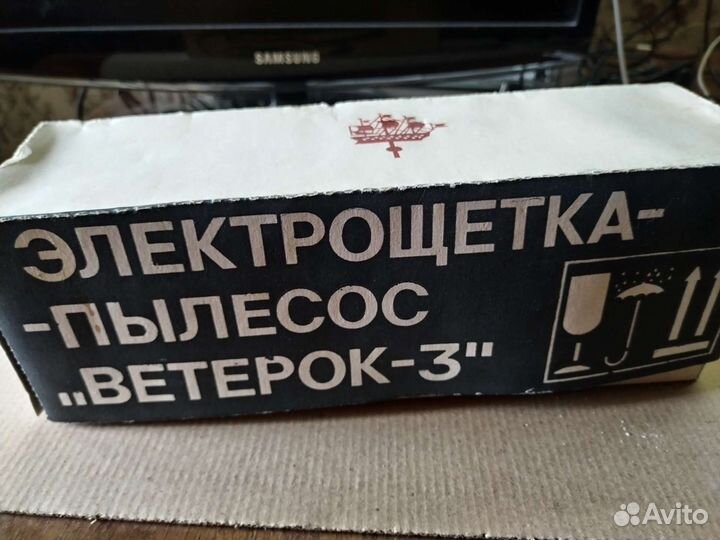 SAMSUNG
ЭЛЕКТРОЩЕТКА-
-ПЫЛЕСОС
„ВЕТЕРОК-3"
Avito